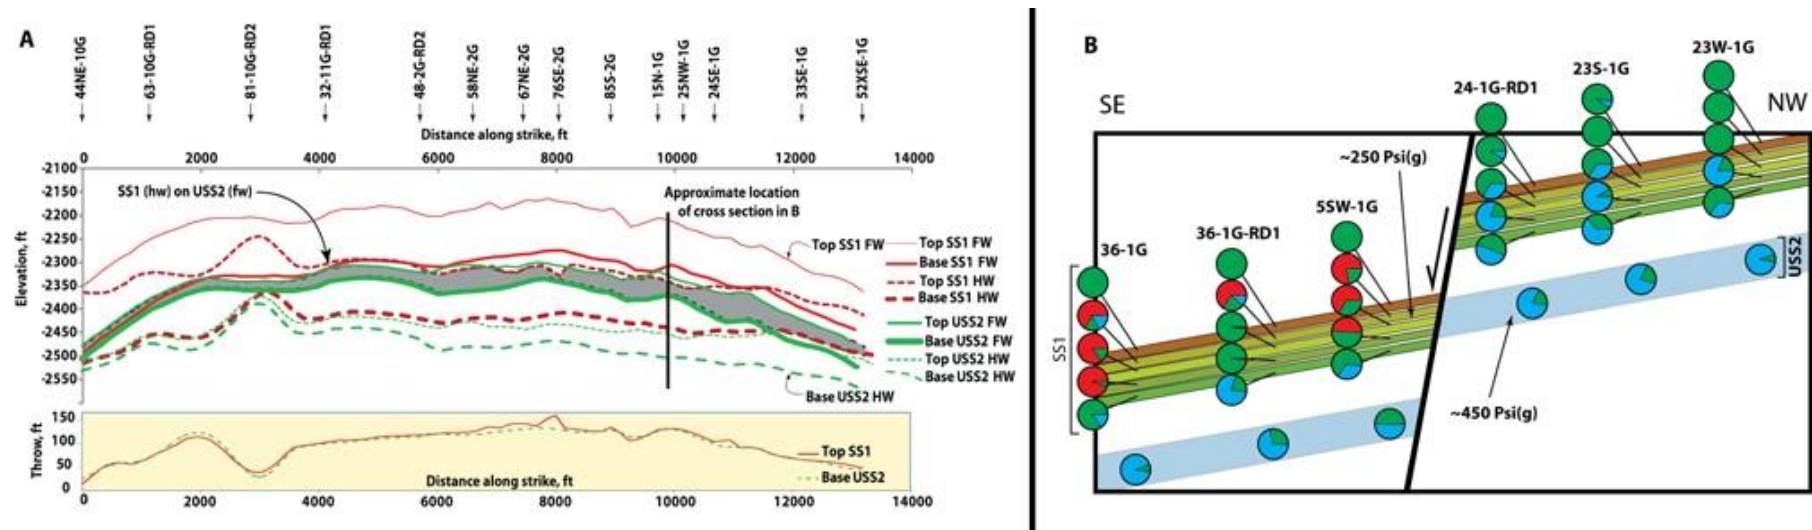 A
44NE-10G
63-10G-RD1
81-10G-RD2
32-11G-RD1
48-2G-RD2
58NE-2G
67NE-2G
76SE-2G
85S-2G
15N-1G
25NW-1G
24SE-1G
33SE-1G
52XSE-1G
Distance along strike, ft
0 2000 4000 6000 8000 10000 12000 14000
Elevation, ft
-2100
-2150
-2200
-2250
-2300
-2350
-2400
-2450
-2500
-2550
SS1 (hw) on USS2 (fw)
Approximate location
of cross section in B
Top SS1 FW
Base USS2 HW
Top SS1 FW
Base SS1 FW
Top SS1 HW
Base SS1 HW
Top USS2 FW
Base USS2 FW
Top USS2 HW
Base USS2 HW
Throw, ft
150
100
50
0
Top SS1
Base USS2
Distance along strike, ft
0 2000 4000 6000 8000 10000 12000 14000
B
SE
NW
36-1G
36-1G-RD1
5SW-1G
24-1G-RD1
23S-1G
23W-1G
~250 Psi(g)
~450 Psi(g)
SS1
USS2